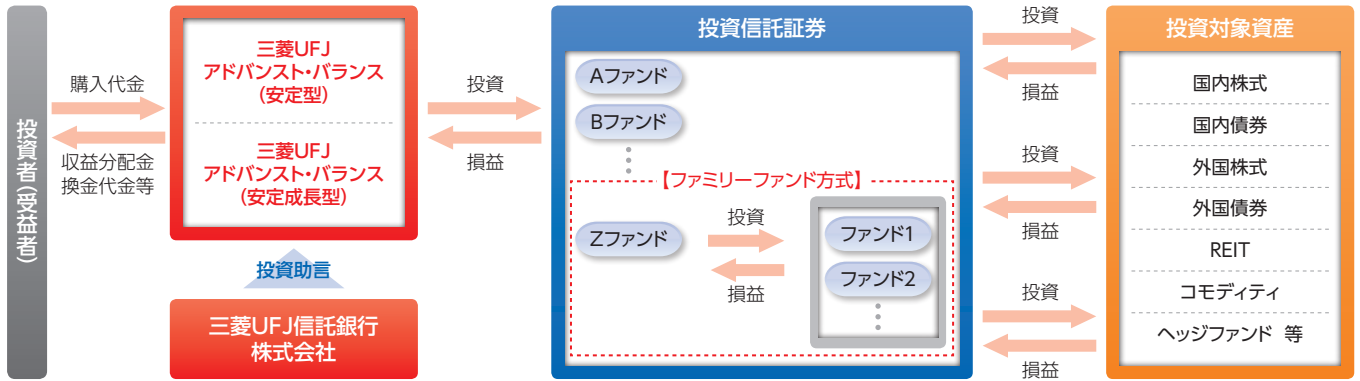 投資者(受益者)
購入代金
収益分配金
換金代金等
三菱UFJ
アドバンスト・バランス
(安定型)
三菱UFJ
アドバンスト・バランス
(安定成長型)
投資助言
三菱UFJ信託銀行
株式会社
投資
損益
投資信託証券
Aファンド
Bファンド
【ファミリーファンド方式】
Zファンド
投資
損益
ファンド1
ファンド2
投資
損益
投資
損益
投資
損益
投資対象資産
国内株式
国内債券
外国株式
外国債券
REIT
コモディティ
ヘッジファンド 等